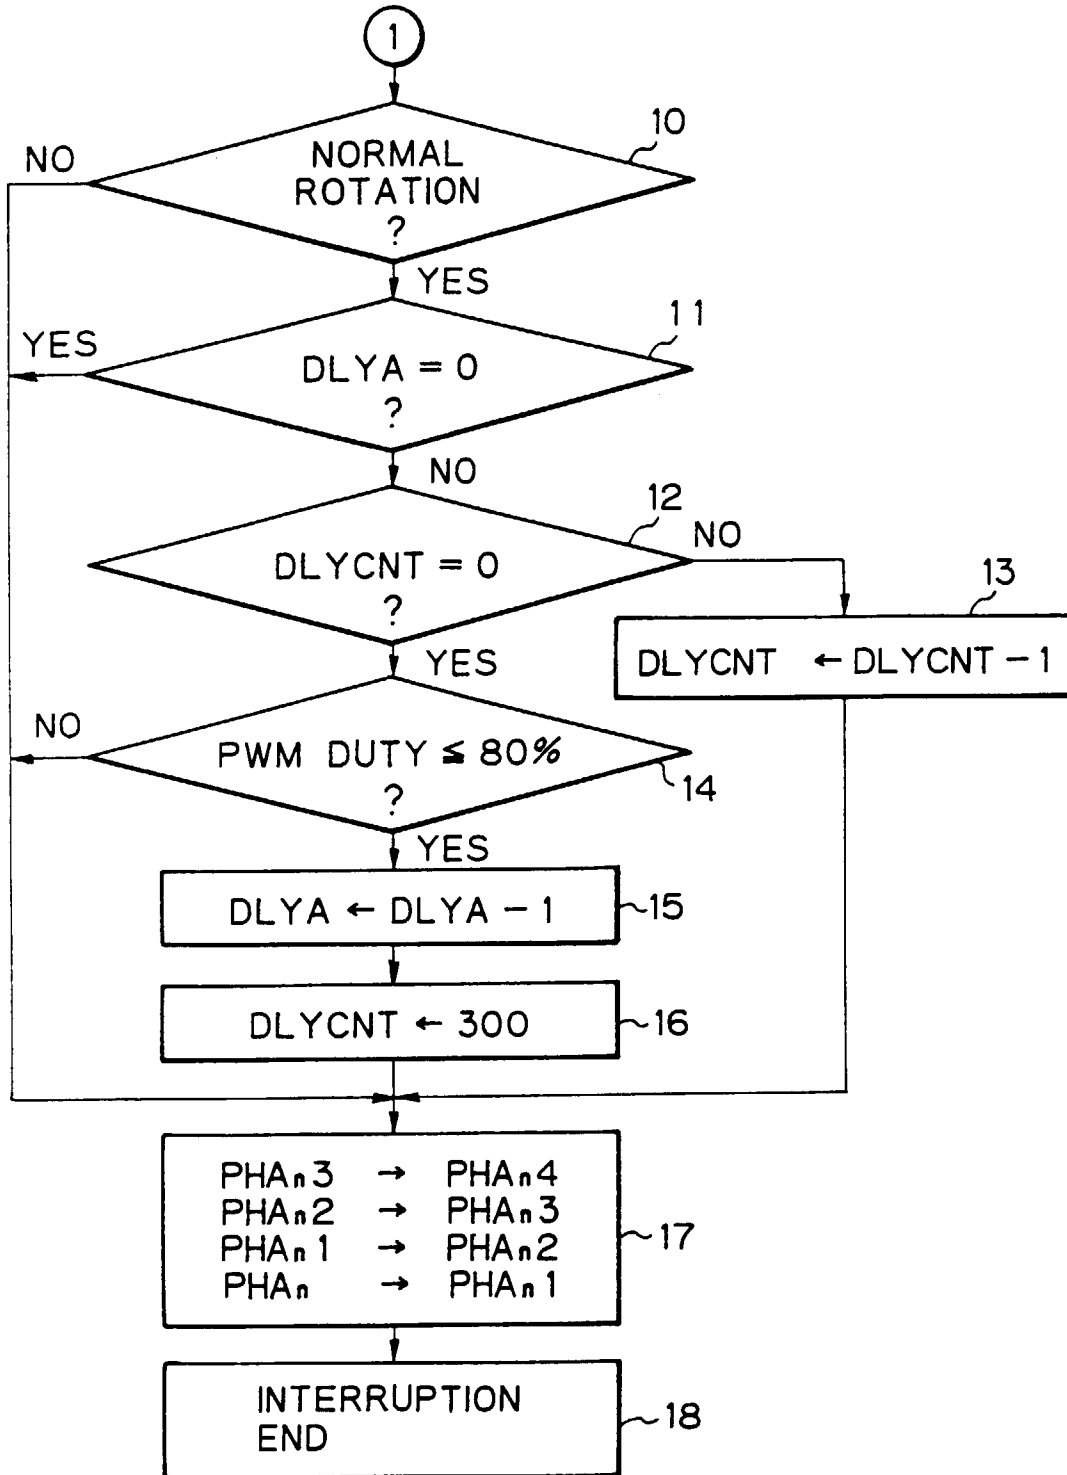 1
10
NO
NORMAL
ROTATION
?
YES
11
YES
DLYA = 0
?
NO
12
NO
DLYCNT = 0
?
13
DLYCNT ← DLYCNT - 1
YES
NO
PWM DUTY ≦ 80%
?
14
YES
DLYA ← DLYA - 1
15
DLYCNT ← 300
16
PHAn3 → PHAn4
PHAn2 → PHAn3
PHAn1 → PHAn2
PHAn → PHAn1
17
INTERRUPTION
END
18